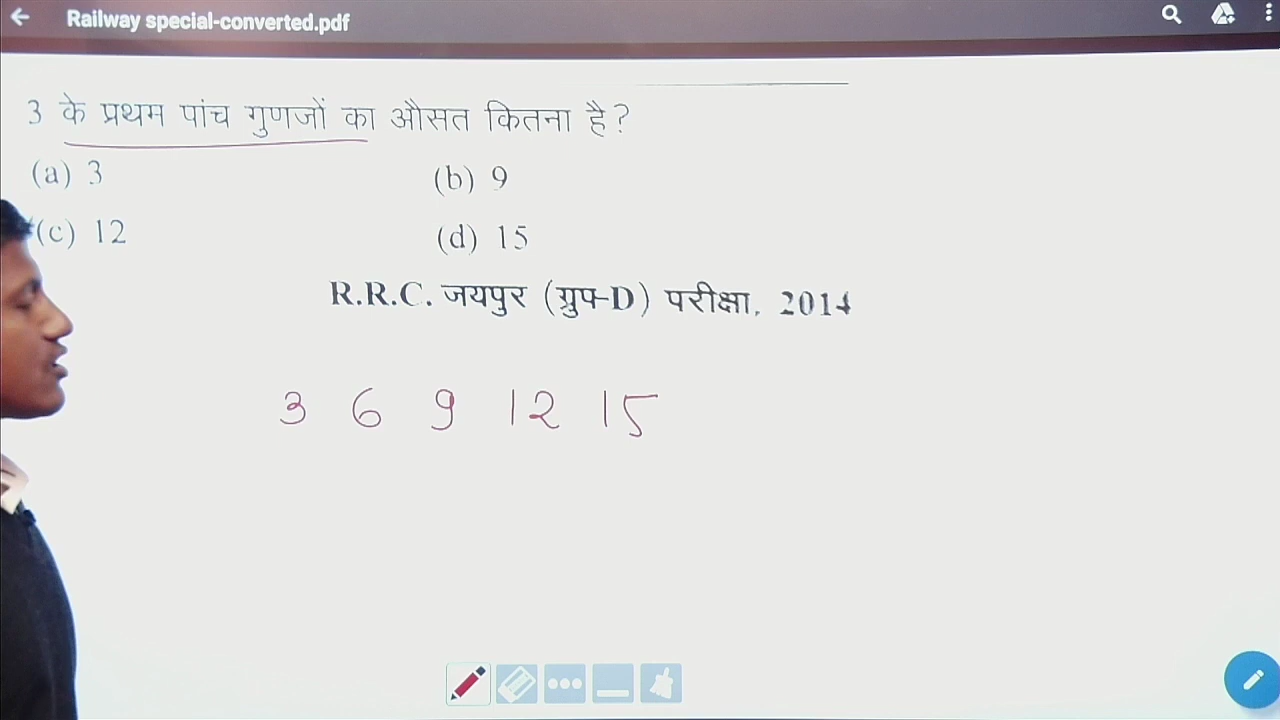 Railway special-converted.pdf
3 के प्रथम पांच गुणजों का औसत कितना है?
(a) 3 (b) 9
(c) 12 (d) 15
R.R.C. जयपुर (ग्रुप-D) परीक्षा, 2014
3 6 9 12 15